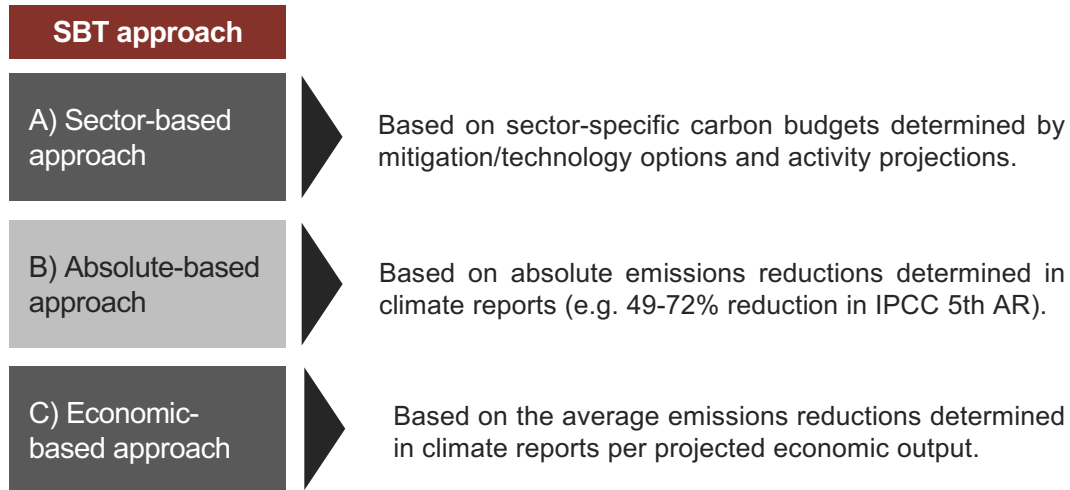 SBT approach
A) Sector-based
approach
Based on sector-specific carbon budgets determined by
mitigation/technology options and activity projections.
B) Absolute-based
approach
Based on absolute emissions reductions determined in
climate reports (e.g. 49-72% reduction in IPCC 5th AR).
C) Economic-
based approach
Based on the average emissions reductions determined
in climate reports per projected economic output.